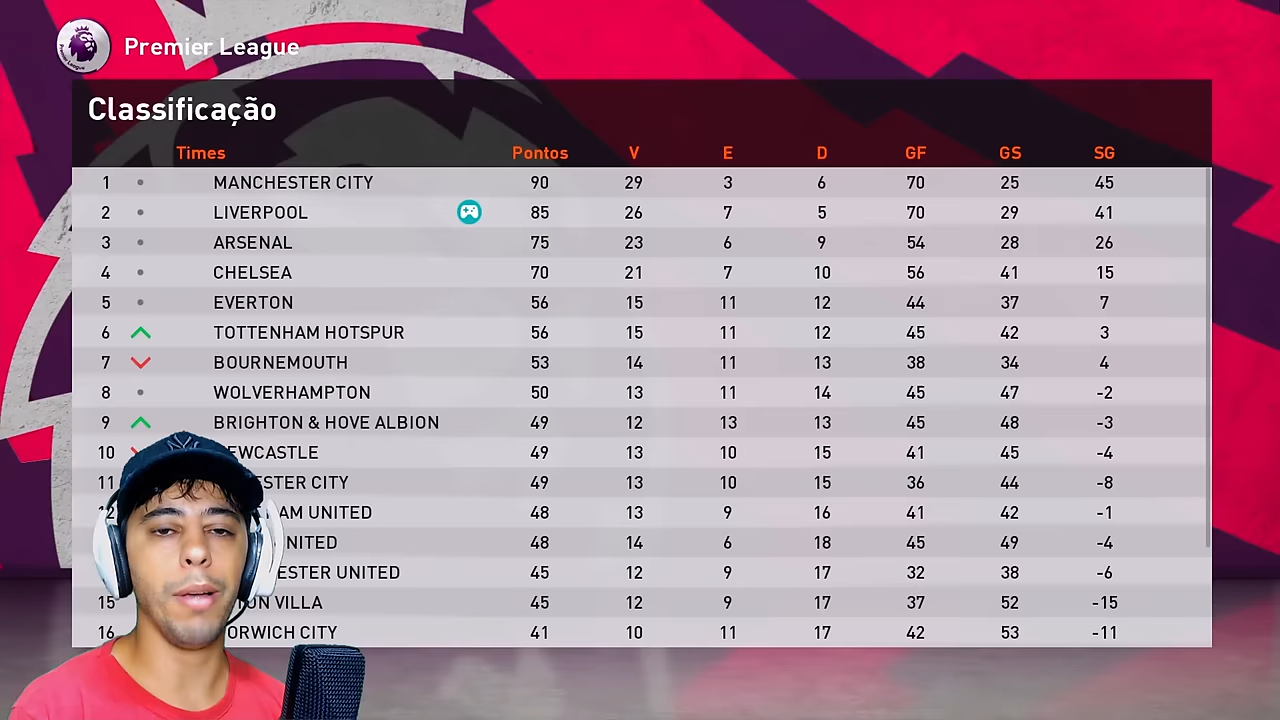 Premier League
Classificação
Times Pontos V E D GF GS SG
1 MANCHESTER CITY 90 29 3 6 70 25 45
2 LIVERPOOL 85 26 7 5 70 29 41
3 ARSENAL 75 23 6 9 54 28 26
4 CHELSEA 70 21 7 10 56 41 15
5 EVERTON 56 15 11 12 44 37 7
6 TOTTENHAM HOTSPUR 56 15 11 12 45 42 3
7 BOURNEMOUTH 53 14 11 13 38 34 4
8 WOLVERHAMPTON 50 13 11 14 45 47 -2
9 BRIGHTON & HOVE ALBION 49 12 13 13 45 48 -3
10 EWCASTLE 49 13 10 15 41 45 -4
11 ESTER CITY 49 13 10 15 36 44 -8
AM UNITED 48 13 9 16 41 42 -1
NITED 48 14 6 18 45 49 -4
ESTER UNITED 45 12 9 17 32 38 -6
15 ON VILLA 45 12 9 17 37 52 -15
16 ORWICH CITY 41 10 11 17 42 53 -11